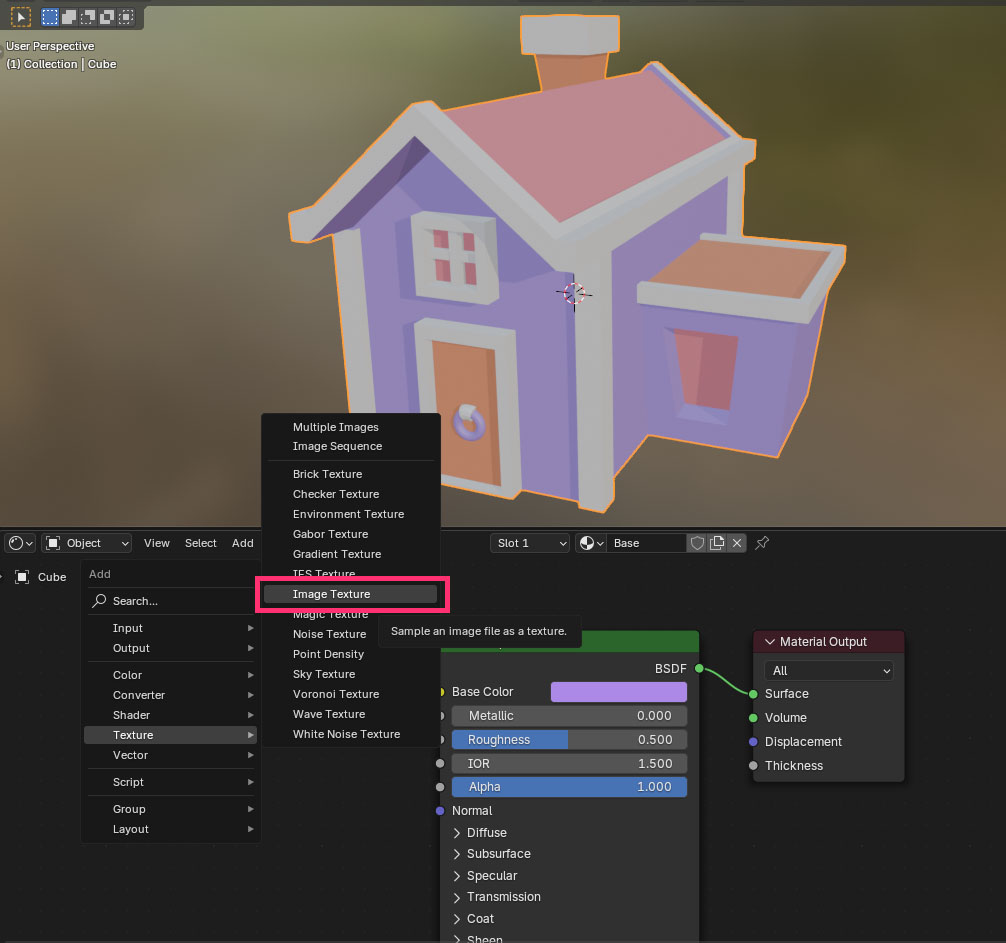 User Perspective
(1) Collection | Cube
Multiple Images
Image Sequence
Brick Texture
Checker Texture
Environment Texture
Gabor Texture
Gradient Texture
IES Texture
Image Texture
Magic Texture
Noise Texture
Point Density
Sky Texture
Voronoi Texture
Wave Texture
White Noise Texture
Sample an image file as a texture.
Object View Select Add
Slot 1 Base
Cube
Add
Search...
Input
Output
Color
Converter
Shader
Texture
Vector
Script
Group
Layout
BSDF
Base Color
Metallic 0.000
Roughness 0.500
IOR 1.500
Alpha 1.000
Normal
Diffuse
Subsurface
Specular
Transmission
Coat
Sheen
Material Output
All
Surface
Volume
Displacement
Thickness